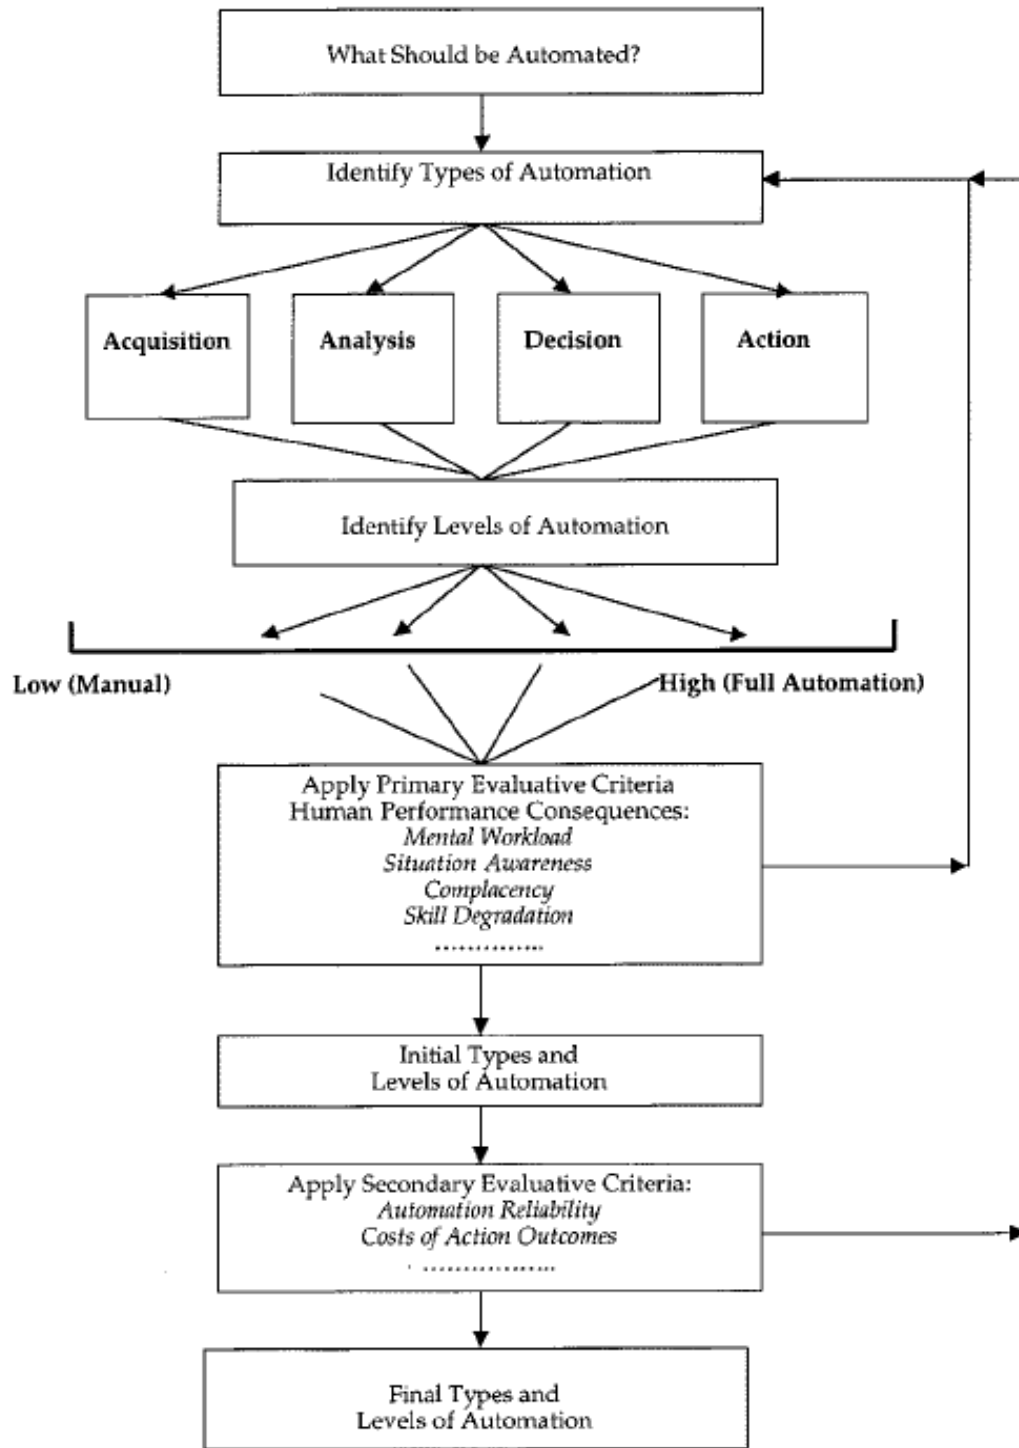 What Should be Automated?
Identify Types of Automation
Acquisition
Analysis
Decision
Action
Identify Levels of Automation
Low (Manual)
High (Full Automation)
Apply Primary Evaluative Criteria
Human Performance Consequences:
Mental Workload
Situation Awareness
Complacency
Skill Degradation
..............
Initial Types and
Levels of Automation
Apply Secondary Evaluative Criteria:
Automation Reliability
Costs of Action Outcomes
.................
Final Types and
Levels of Automation